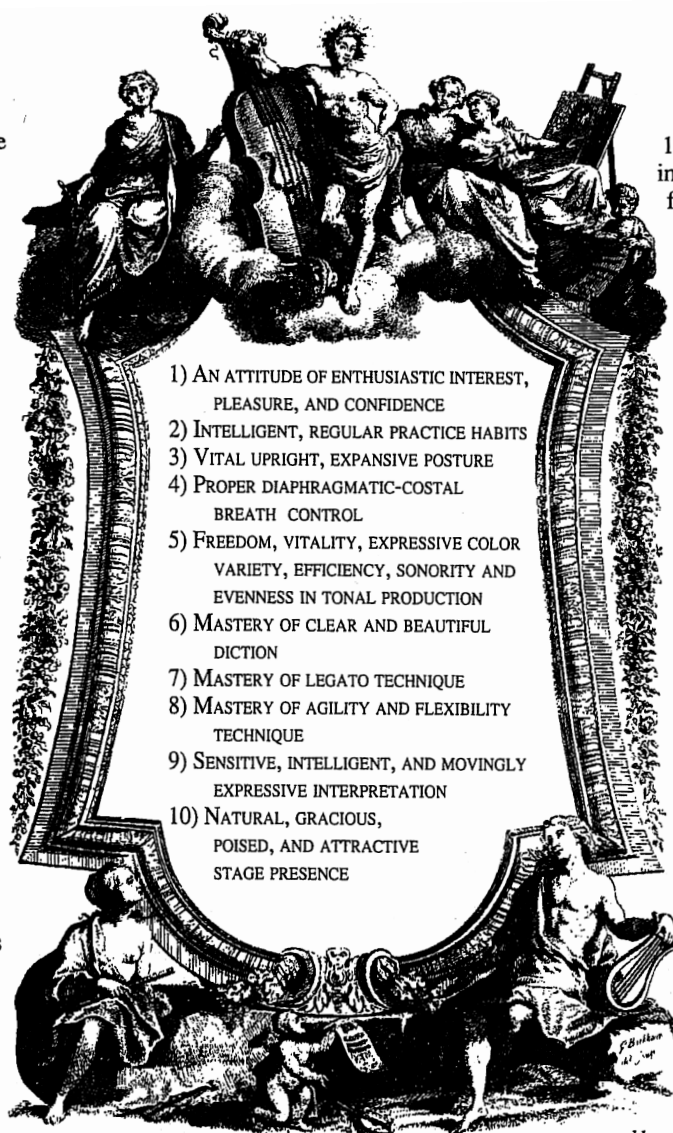 1) AN ATTITUDE OF ENTHUSIASTIC INTEREST,
PLEASURE, AND CONFIDENCE
2) INTELLIGENT, REGULAR PRACTICE HABITS
3) VITAL UPRIGHT, EXPANSIVE POSTURE
4) PROPER DIAPHRAGMATIC-COSTAL
BREATH CONTROL
5) FREEDOM, VITALITY, EXPRESSIVE COLOR
VARIETY, EFFICIENCY, SONORITY AND
EVENNESS IN TONAL PRODUCTION
6) MASTERY OF CLEAR AND BEAUTIFUL
DICTION
7) MASTERY OF LEGATO TECHNIQUE
8) MASTERY OF AGILITY AND FLEXIBILITY
TECHNIQUE
9) SENSITIVE, INTELLIGENT, AND MOVINGLY
EXPRESSIVE INTERPRETATION
10) NATURAL, GRACIOUS,
POISED, AND ATTRACTIVE
STAGE PRESENCE